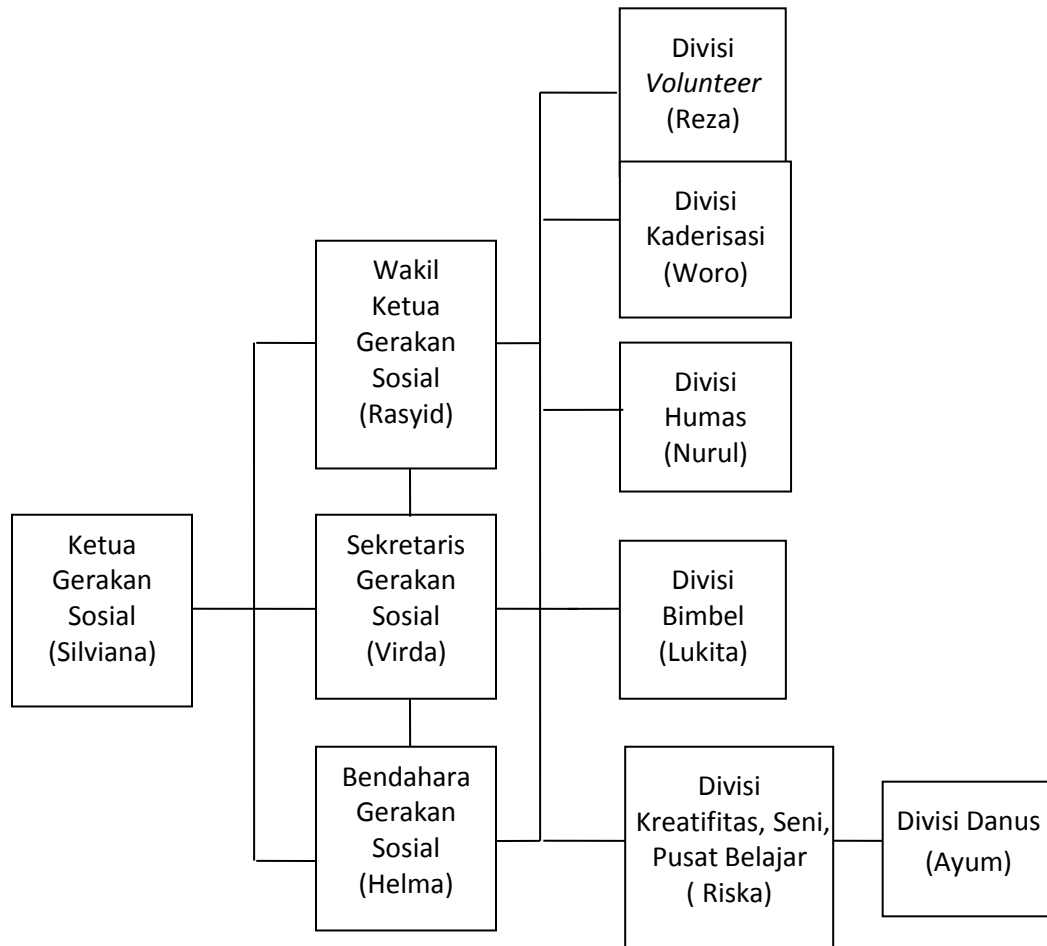 Ketua
Gerakan
Sosial
(Silviana)
Wakil
Ketua
Gerakan
Sosial
(Rasyid)
Sekretaris
Gerakan
Sosial
(Virda)
Bendahara
Gerakan
Sosial
(Helma)
Divisi
Volunteer
(Reza)
Divisi
Kaderisasi
(Woro)
Divisi
Humas
(Nurul)
Divisi
Bimbel
(Lukita)
Divisi
Kreatifitas, Seni,
Pusat Belajar
( Riska)
Divisi Danus
(Ayum)